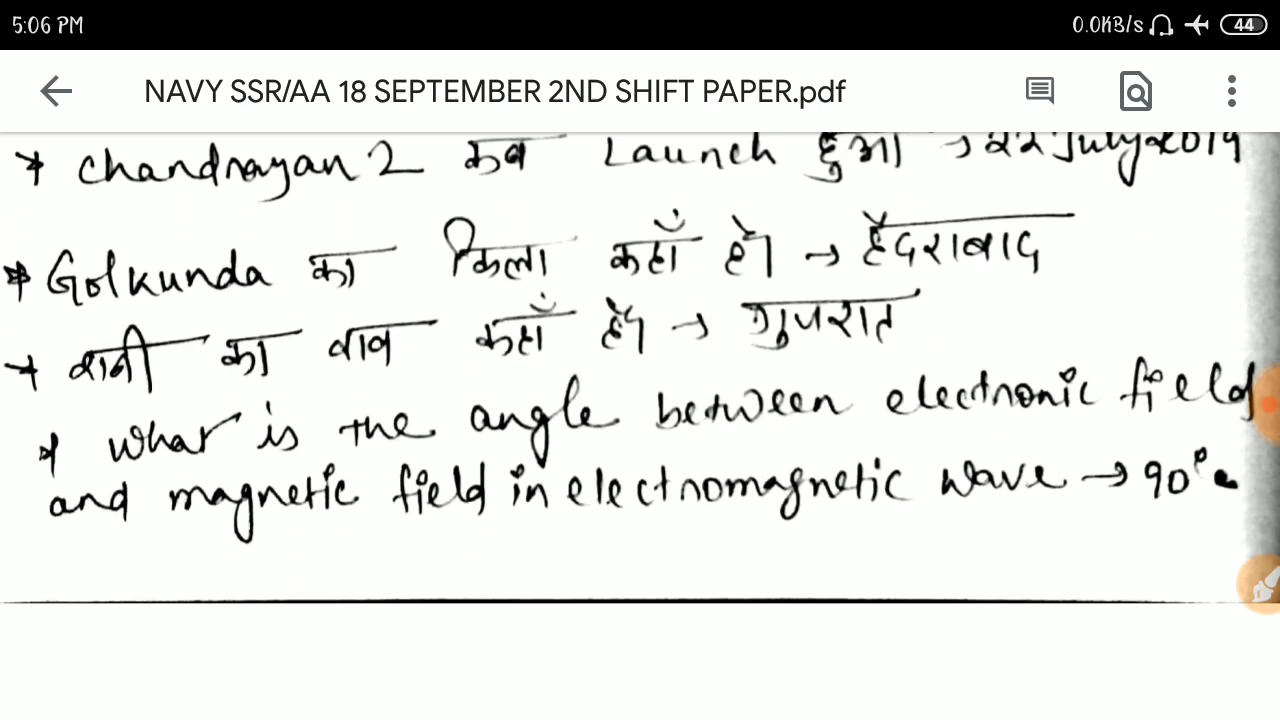 5:06 PM 0.0KB/s 44
NAVY SSR/AA 18 SEPTEMBER 2ND SHIFT PAPER.pdf
* Chandrayan 2 कब Launch हुआ → 22 July 2019
* Golkunda का किला कहाँ है → हैदराबाद
* रानी का वाव कहाँ है → गुजरात
* what is the angle between electronic field
and magnetic field in electromagnetic wave → 90°